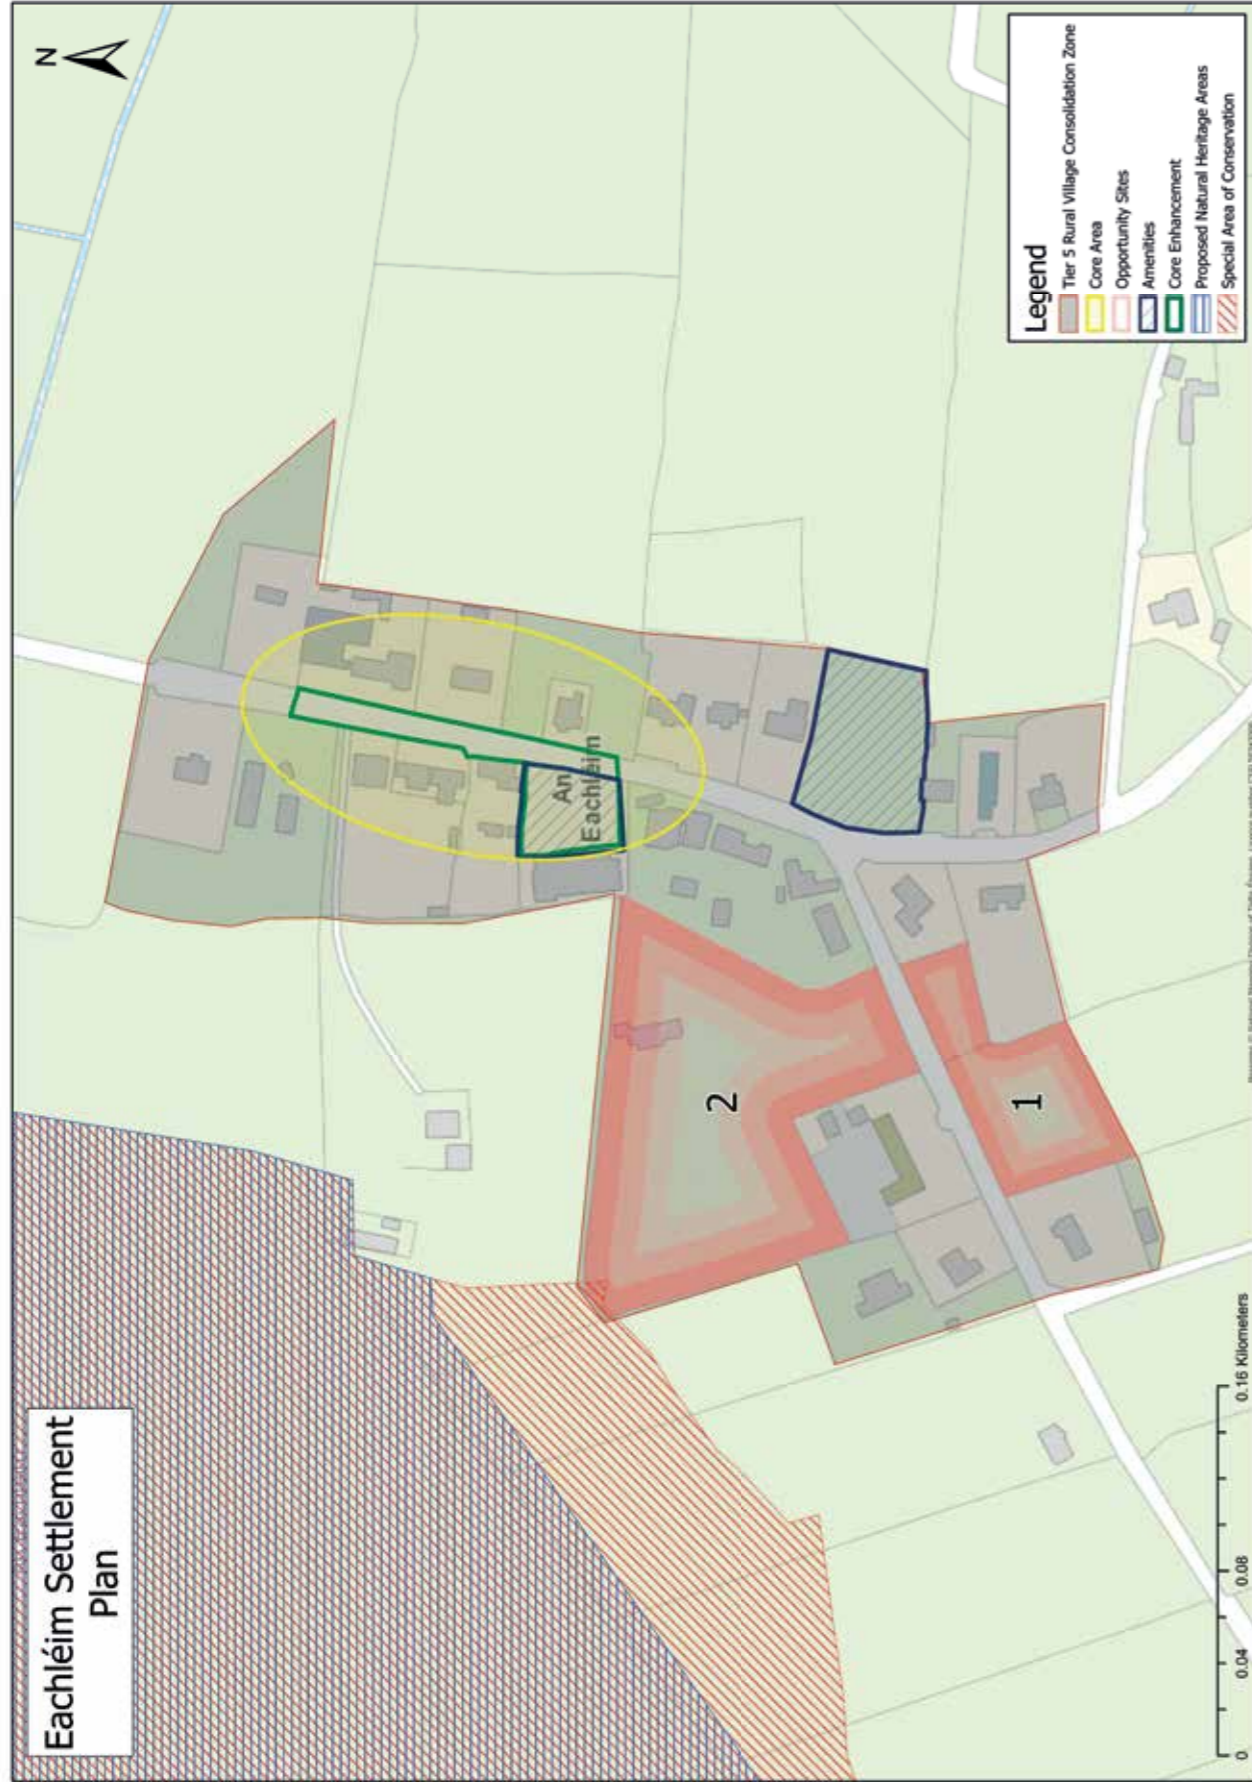 Eachléim Settlement
Plan
N
An
Eachléim
2
1
Legend
Tier 5 Rural Village Consolidation Zone
Core Area
Opportunity Sites
Amenities
Core Enhancement
Proposed Natural Heritage Areas
Special Area of Conservation
0 0.04 0.08 0.16 Kilometers